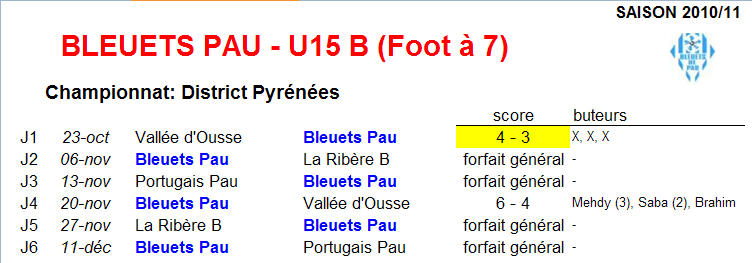 SAISON 2010/11
BLEUETS PAU - U15 B (Foot à 7)
BLEUETS
DE
PAU
Championnat: District Pyrénées
score buteurs
J1 23-oct Vallée d'Ousse Bleuets Pau 4 - 3 X, X, X
J2 06-nov Bleuets Pau La Ribère B forfait général -
J3 13-nov Portugais Pau Bleuets Pau forfait général -
J4 20-nov Bleuets Pau Vallée d'Ousse 6 - 4 Mehdy (3), Saba (2), Brahim
J5 27-nov La Ribère B Bleuets Pau forfait général -
J6 11-déc Bleuets Pau Portugais Pau forfait général -